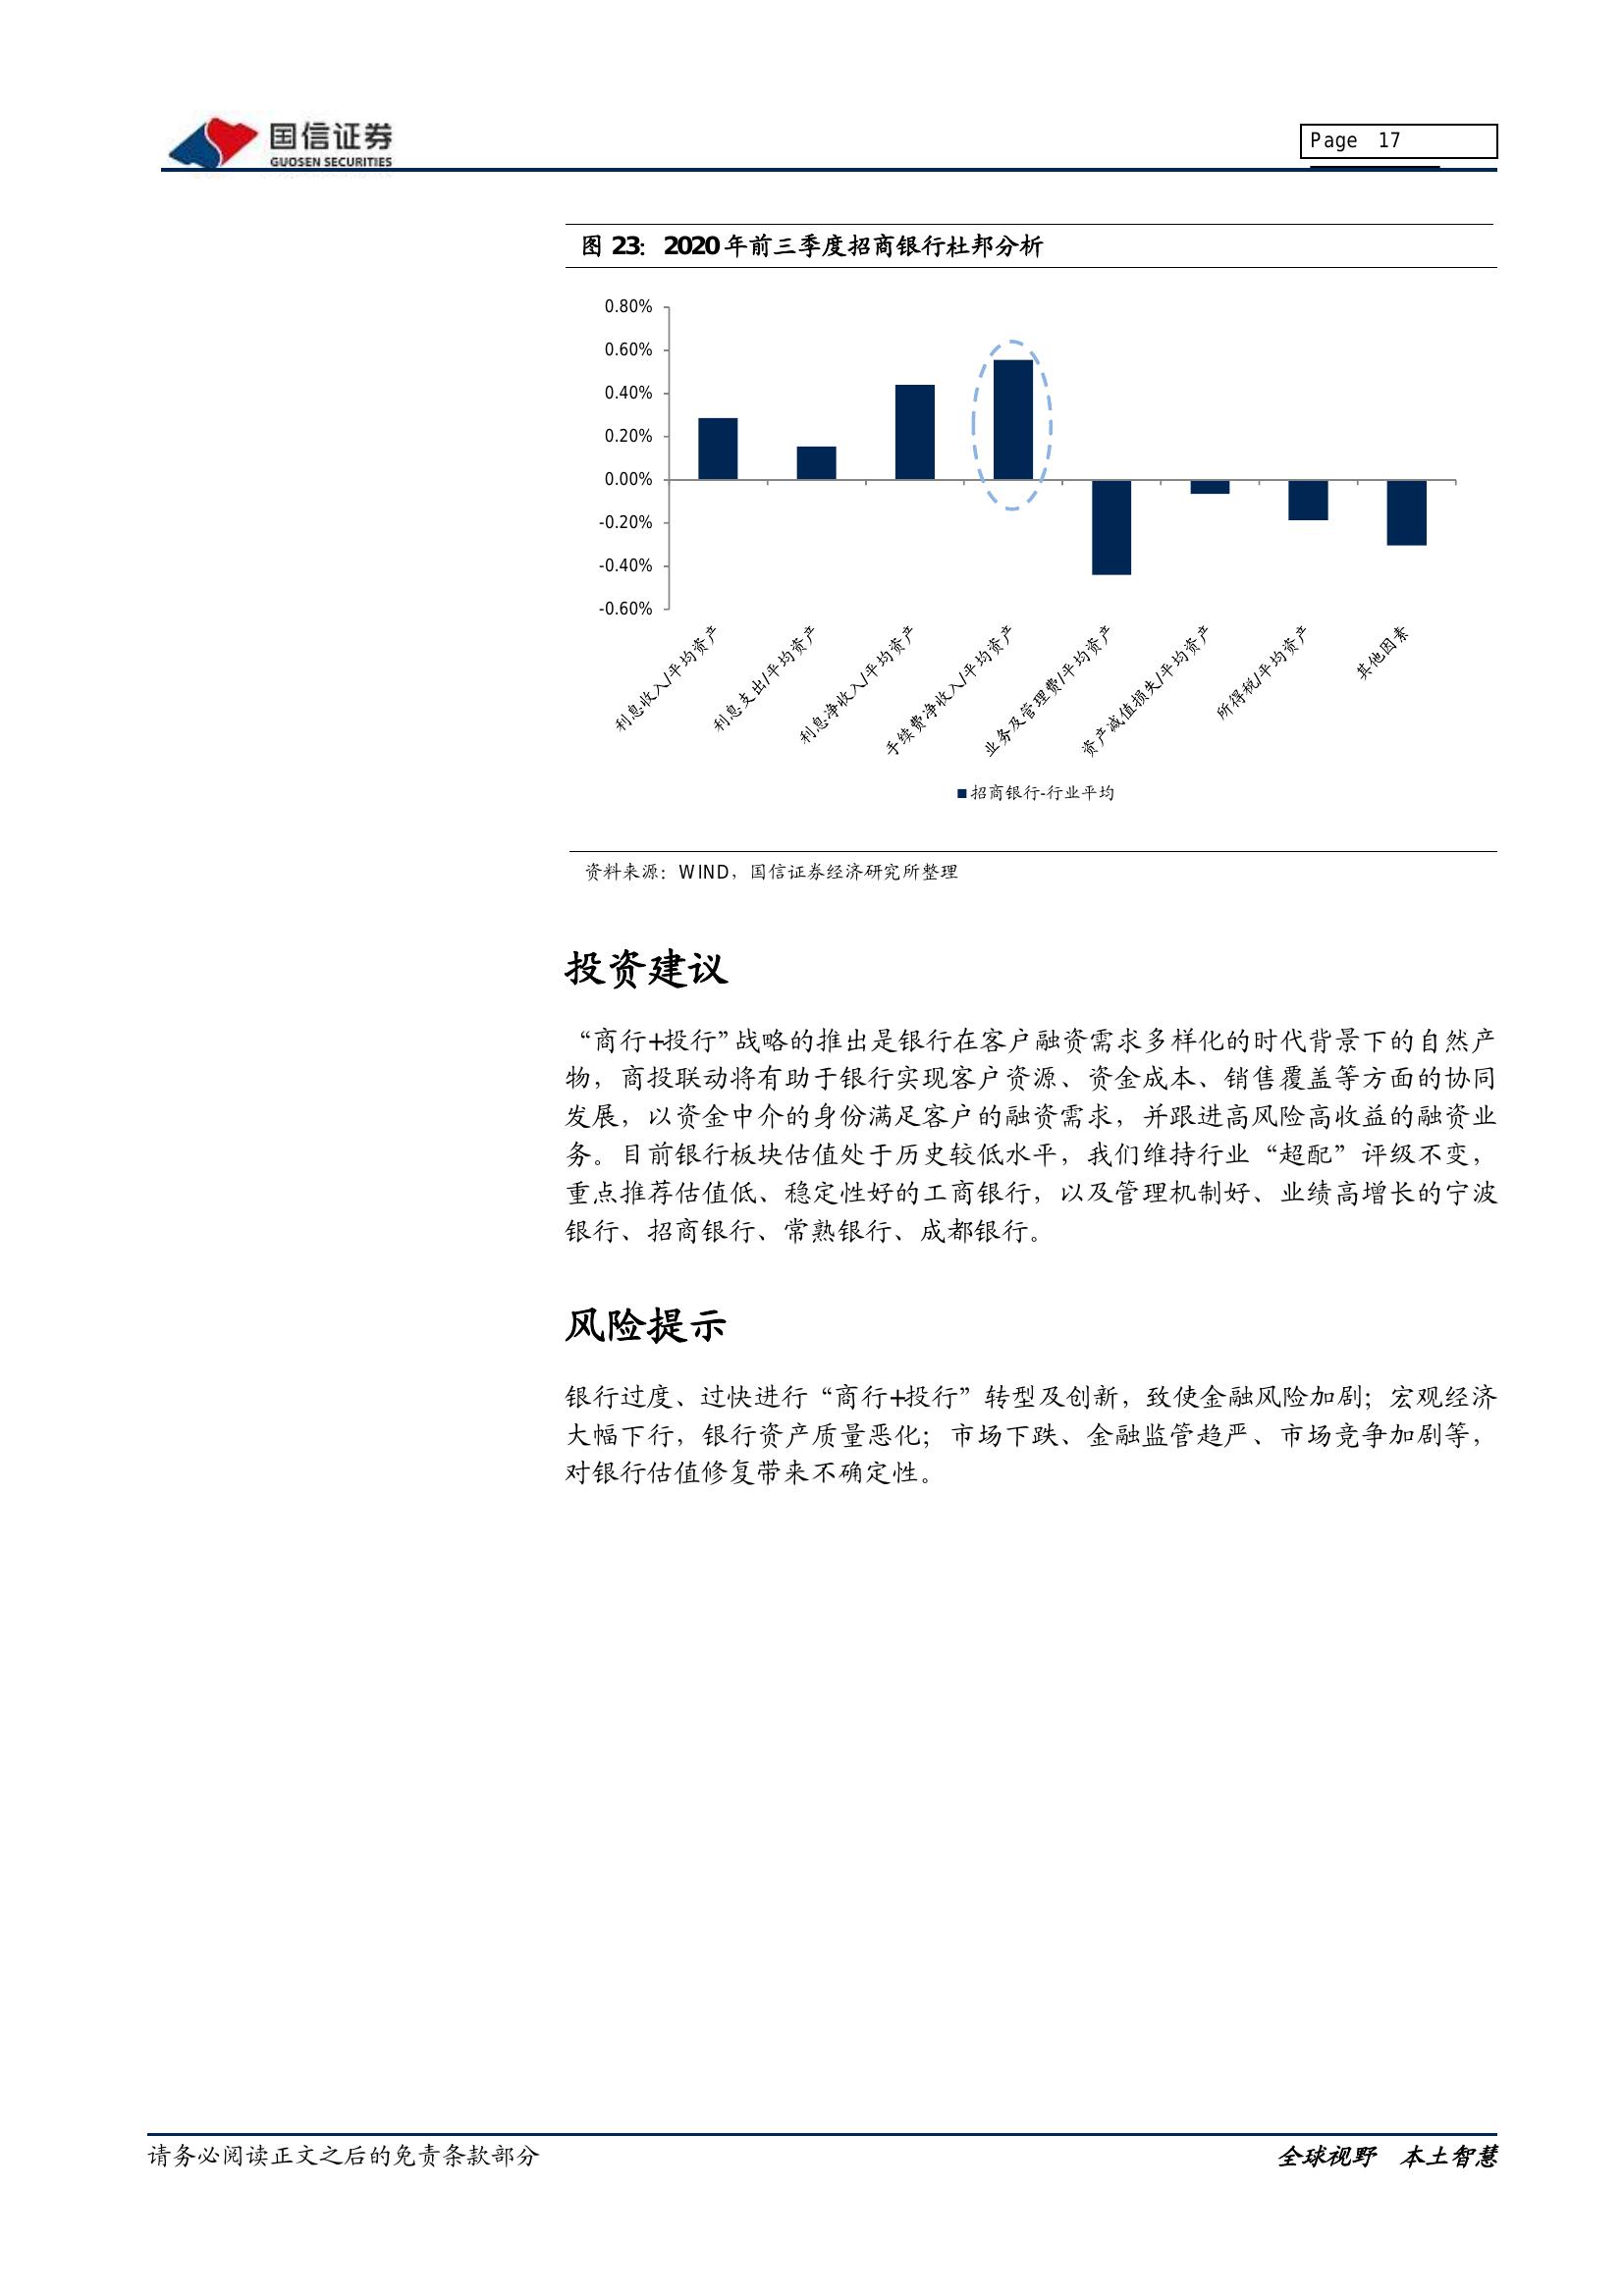 国信证券
GUOSEN SECURITIES
Page 17
图 23：2020 年前三季度招商银行杜邦分析
0.80%
0.60%
0.40%
0.20%
0.00%
-0.20%
-0.40%
-0.60%
利息收入/平均资产
利息支出/平均资产
利息净收入/平均资产
手续费净收入/平均资产
业务及管理费/平均资产
资产减值损失/平均资产
所得税/平均资产
其他因素
招商银行-行业平均
资料来源：WIND，国信证券经济研究所整理
投资建议
“商行+投行”战略的推出是银行在客户融资需求多样化的时代背景下的自然产
物，商投联动将有助于银行实现客户资源、资金成本、销售覆盖等方面的协同
发展，以资金中介的身份满足客户的融资需求，并跟进高风险高收益的融资业
务。目前银行板块估值处于历史较低水平，我们维持行业“超配”评级不变，
重点推荐估值低、稳定性好的工商银行，以及管理机制好、业绩高增长的宁波
银行、招商银行、常熟银行、成都银行。
风险提示
银行过度、过快进行“商行+投行”转型及创新，致使金融风险加剧；宏观经济
大幅下行，银行资产质量恶化；市场下跌、金融监管趋严、市场竞争加剧等，
对银行估值修复带来不确定性。
请务必阅读正文之后的免责条款部分
全球视野 本土智慧